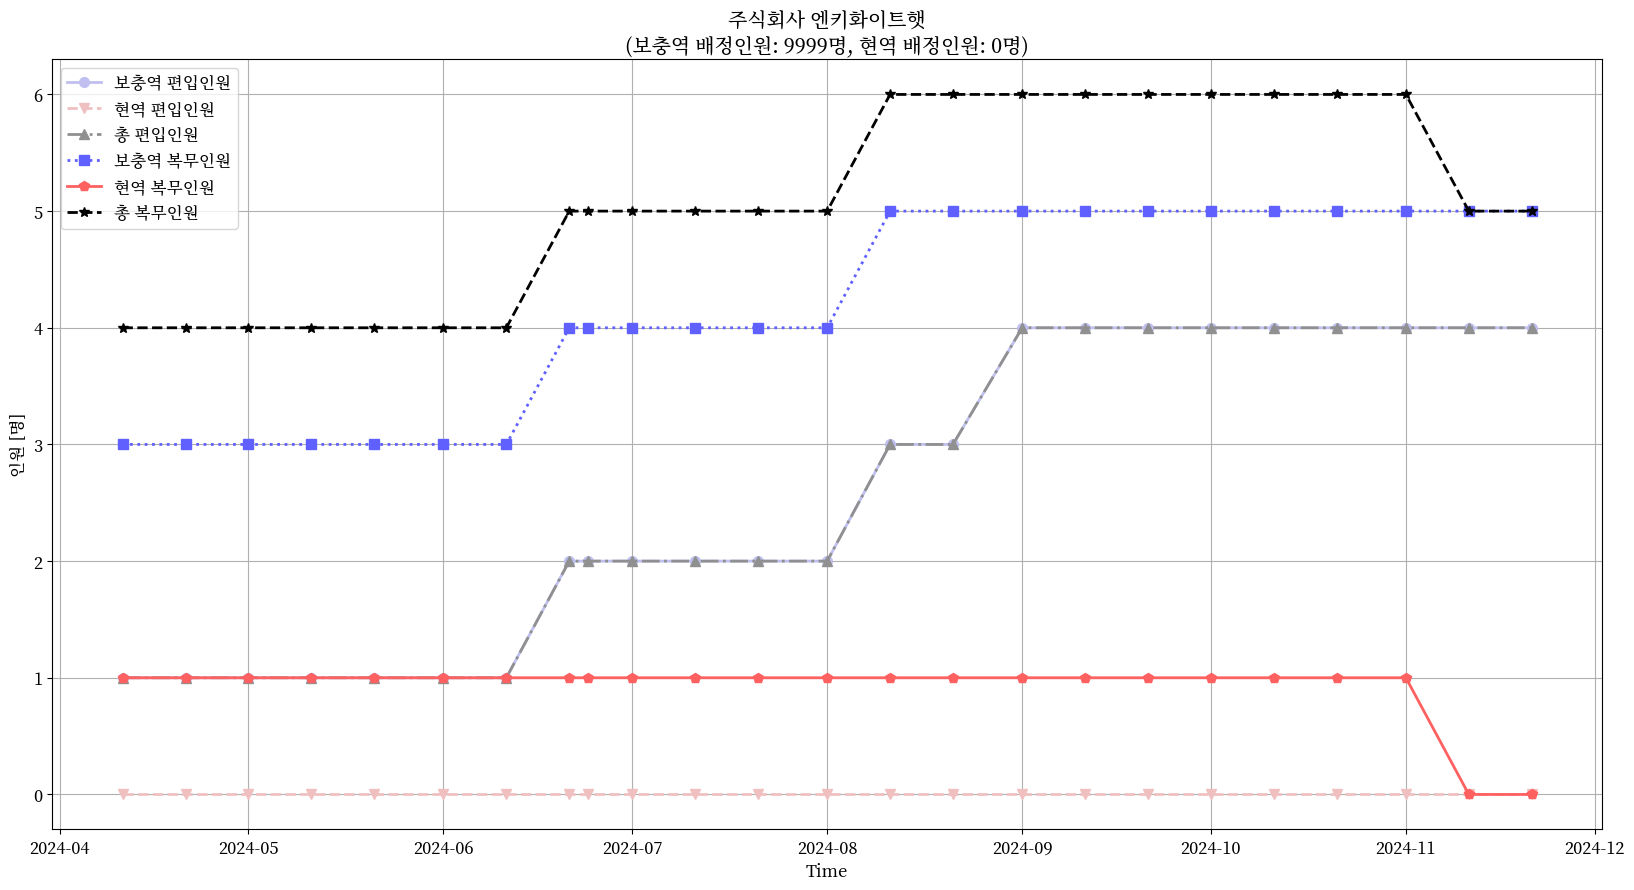 주식회사 엔키화이트햇
(보충역 배정인원: 9999명, 현역 배정인원: 0명)
보충역 편입인원
현역 편입인원
총 편입인원
보충역 복무인원
현역 복무인원
총 복무인원
인원 [명]
6
5
4
3
2
1
0
2024-04
2024-05
2024-06
2024-07
2024-08
2024-09
2024-10
2024-11
2024-12
Time